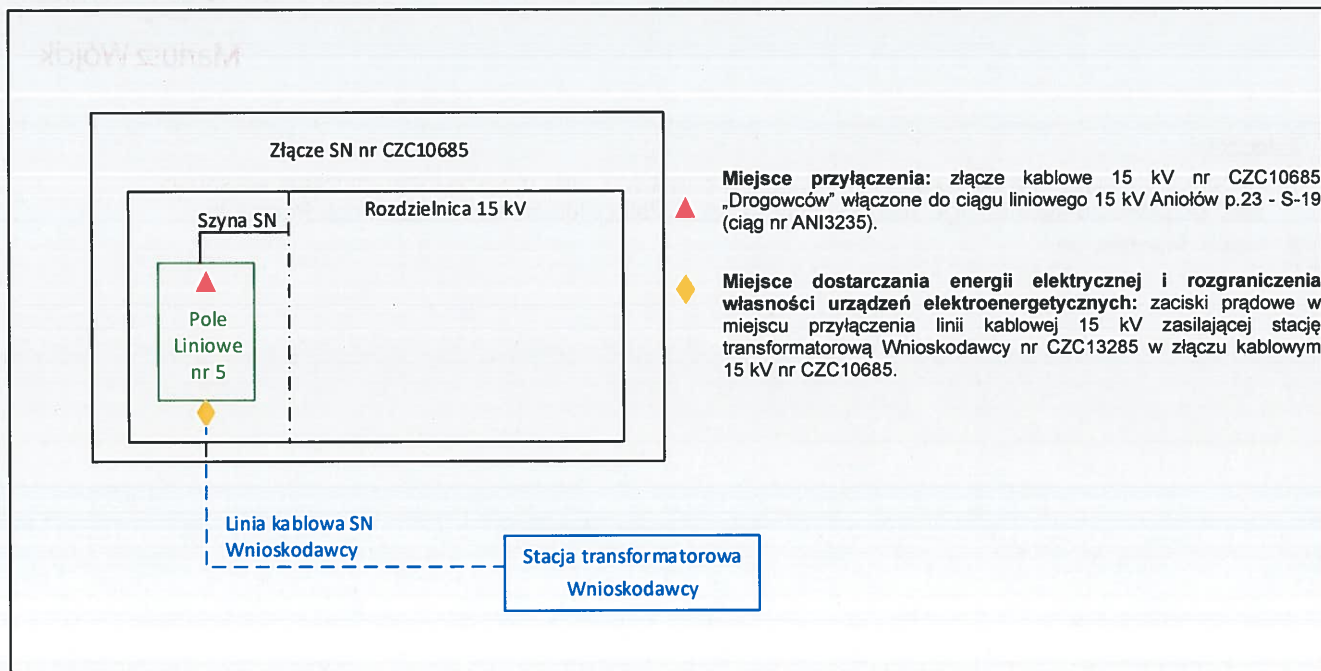 Mariusz Wójcik
Złącze SN nr CZC10685
Szyna SN
Rozdzielnica 15 kV
Pole
Liniowe
nr 5
Linia kablowa SN
Wnioskodawcy
Stacja transformatorowa
Wnioskodawcy
Miejsce przyłączenia: złącze kablowe 15 kV nr CZC10685
„Drogowców" włączone do ciągu liniowego 15 kV Aniołów p.23 - S-19
(ciąg nr ANI3235).
Miejsce dostarczania energii elektrycznej i rozgraniczenia
własności urządzeń elektroenergetycznych: zaciski prądowe w
miejscu przyłączenia linii kablowej 15 kV zasilającej stację
transformatorową Wnioskodawcy nr CZC13285 w złączu kablowym
15 kV nr CZC10685.